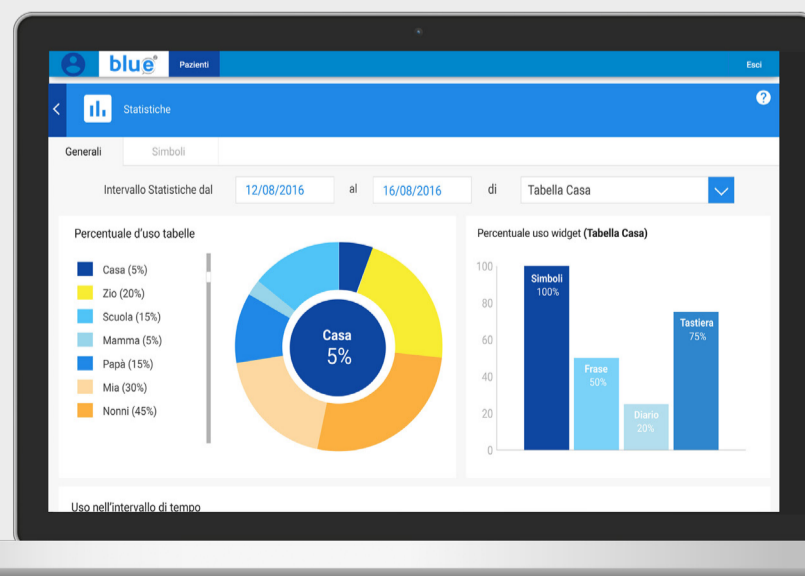 blue
Pazienti
Esci
Statistiche
?
Generali
Simboli
Intervallo Statistiche dal 12/08/2016 al 16/08/2016 di Tabella Casa
Percentuale d'uso tabelle
Casa (5%)
Zio (20%)
Scuola (15%)
Mamma (5%)
Papà (15%)
Mia (30%)
Nonni (45%)
Casa
5%
Percentuale uso widget (Tabella Casa)
100
80
60
40
20
0
Simboli
100%
Frase
50%
Diario
20%
Tastiera
75%
Uso nell'intervallo di tempo